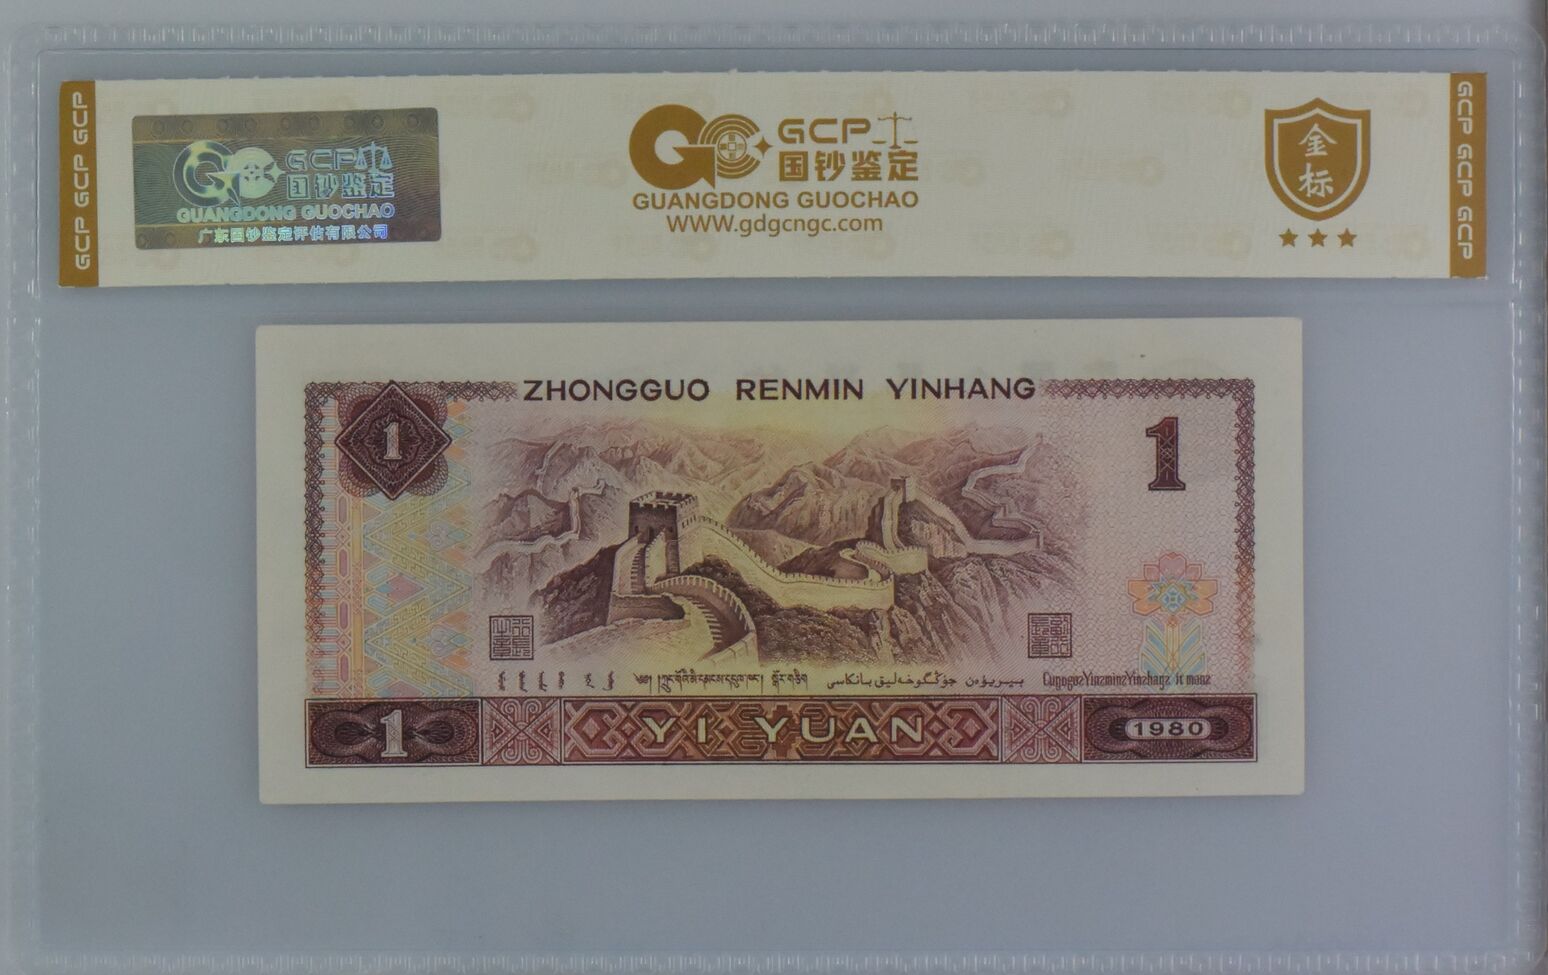 GCP GCP GCP
GCP
国钞鉴定
GUANGDONG GUOCHAO
广东国钞鉴定评估有限公司
GCP
国钞鉴定
GUANGDONG GUOCHAO
WWW.gdgcngc.com
金标
GCP GCP GCP
ZHONGGUO RENMIN YINHANG
1
1
1
YI YUAN
1980